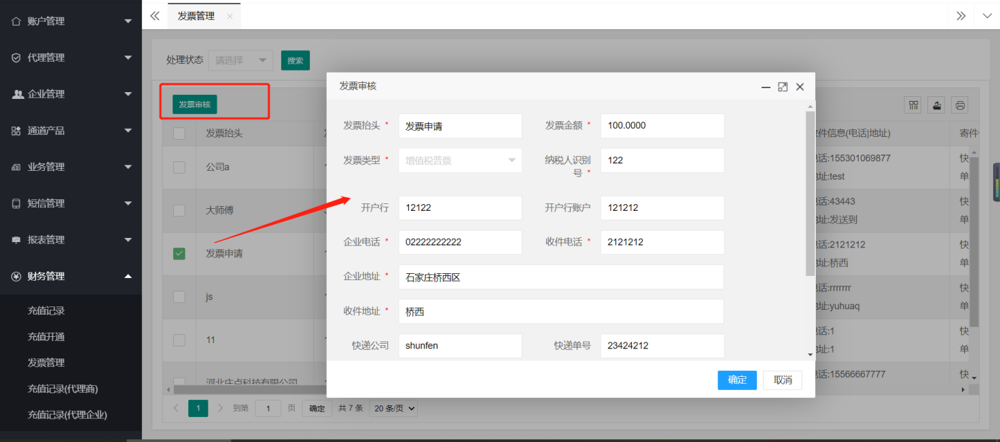 账户管理
代理管理
企业管理
通道产品
业务管理
短信管理
报表管理
财务管理
充值记录
充值开通
发票管理
充值记录(代理商)
充值记录(代理企业)
发票管理
处理状态 请选择 搜索
发票审核
发票抬头
公司a
大师傅
发票申请
js
11
河北庄点科技有限公司
1 到第 1 页 确定 共 7 条 20 条/页
发票审核
发票抬头 * 发票申请 发票金额 * 100.0000
发票类型 * 增值税普票 纳税人识别号 * 122
开户行 12122 开户行账户 121212
企业电话 * 02222222222 收件电话 * 2121212
企业地址 * 石家庄桥西区
收件地址 * 桥西
快递公司 shunfen 快递单号 23424212
确定 取消
件信息(电话|地址) 寄件
话:155301069877 快
址:test 单
话:43443 快
址:发送到 单
话:2121212 快
址:桥西 单
话:rrrrrrr 快
址:yuhuaq 单
话:1 快
址:1 单
话:15566667777 快